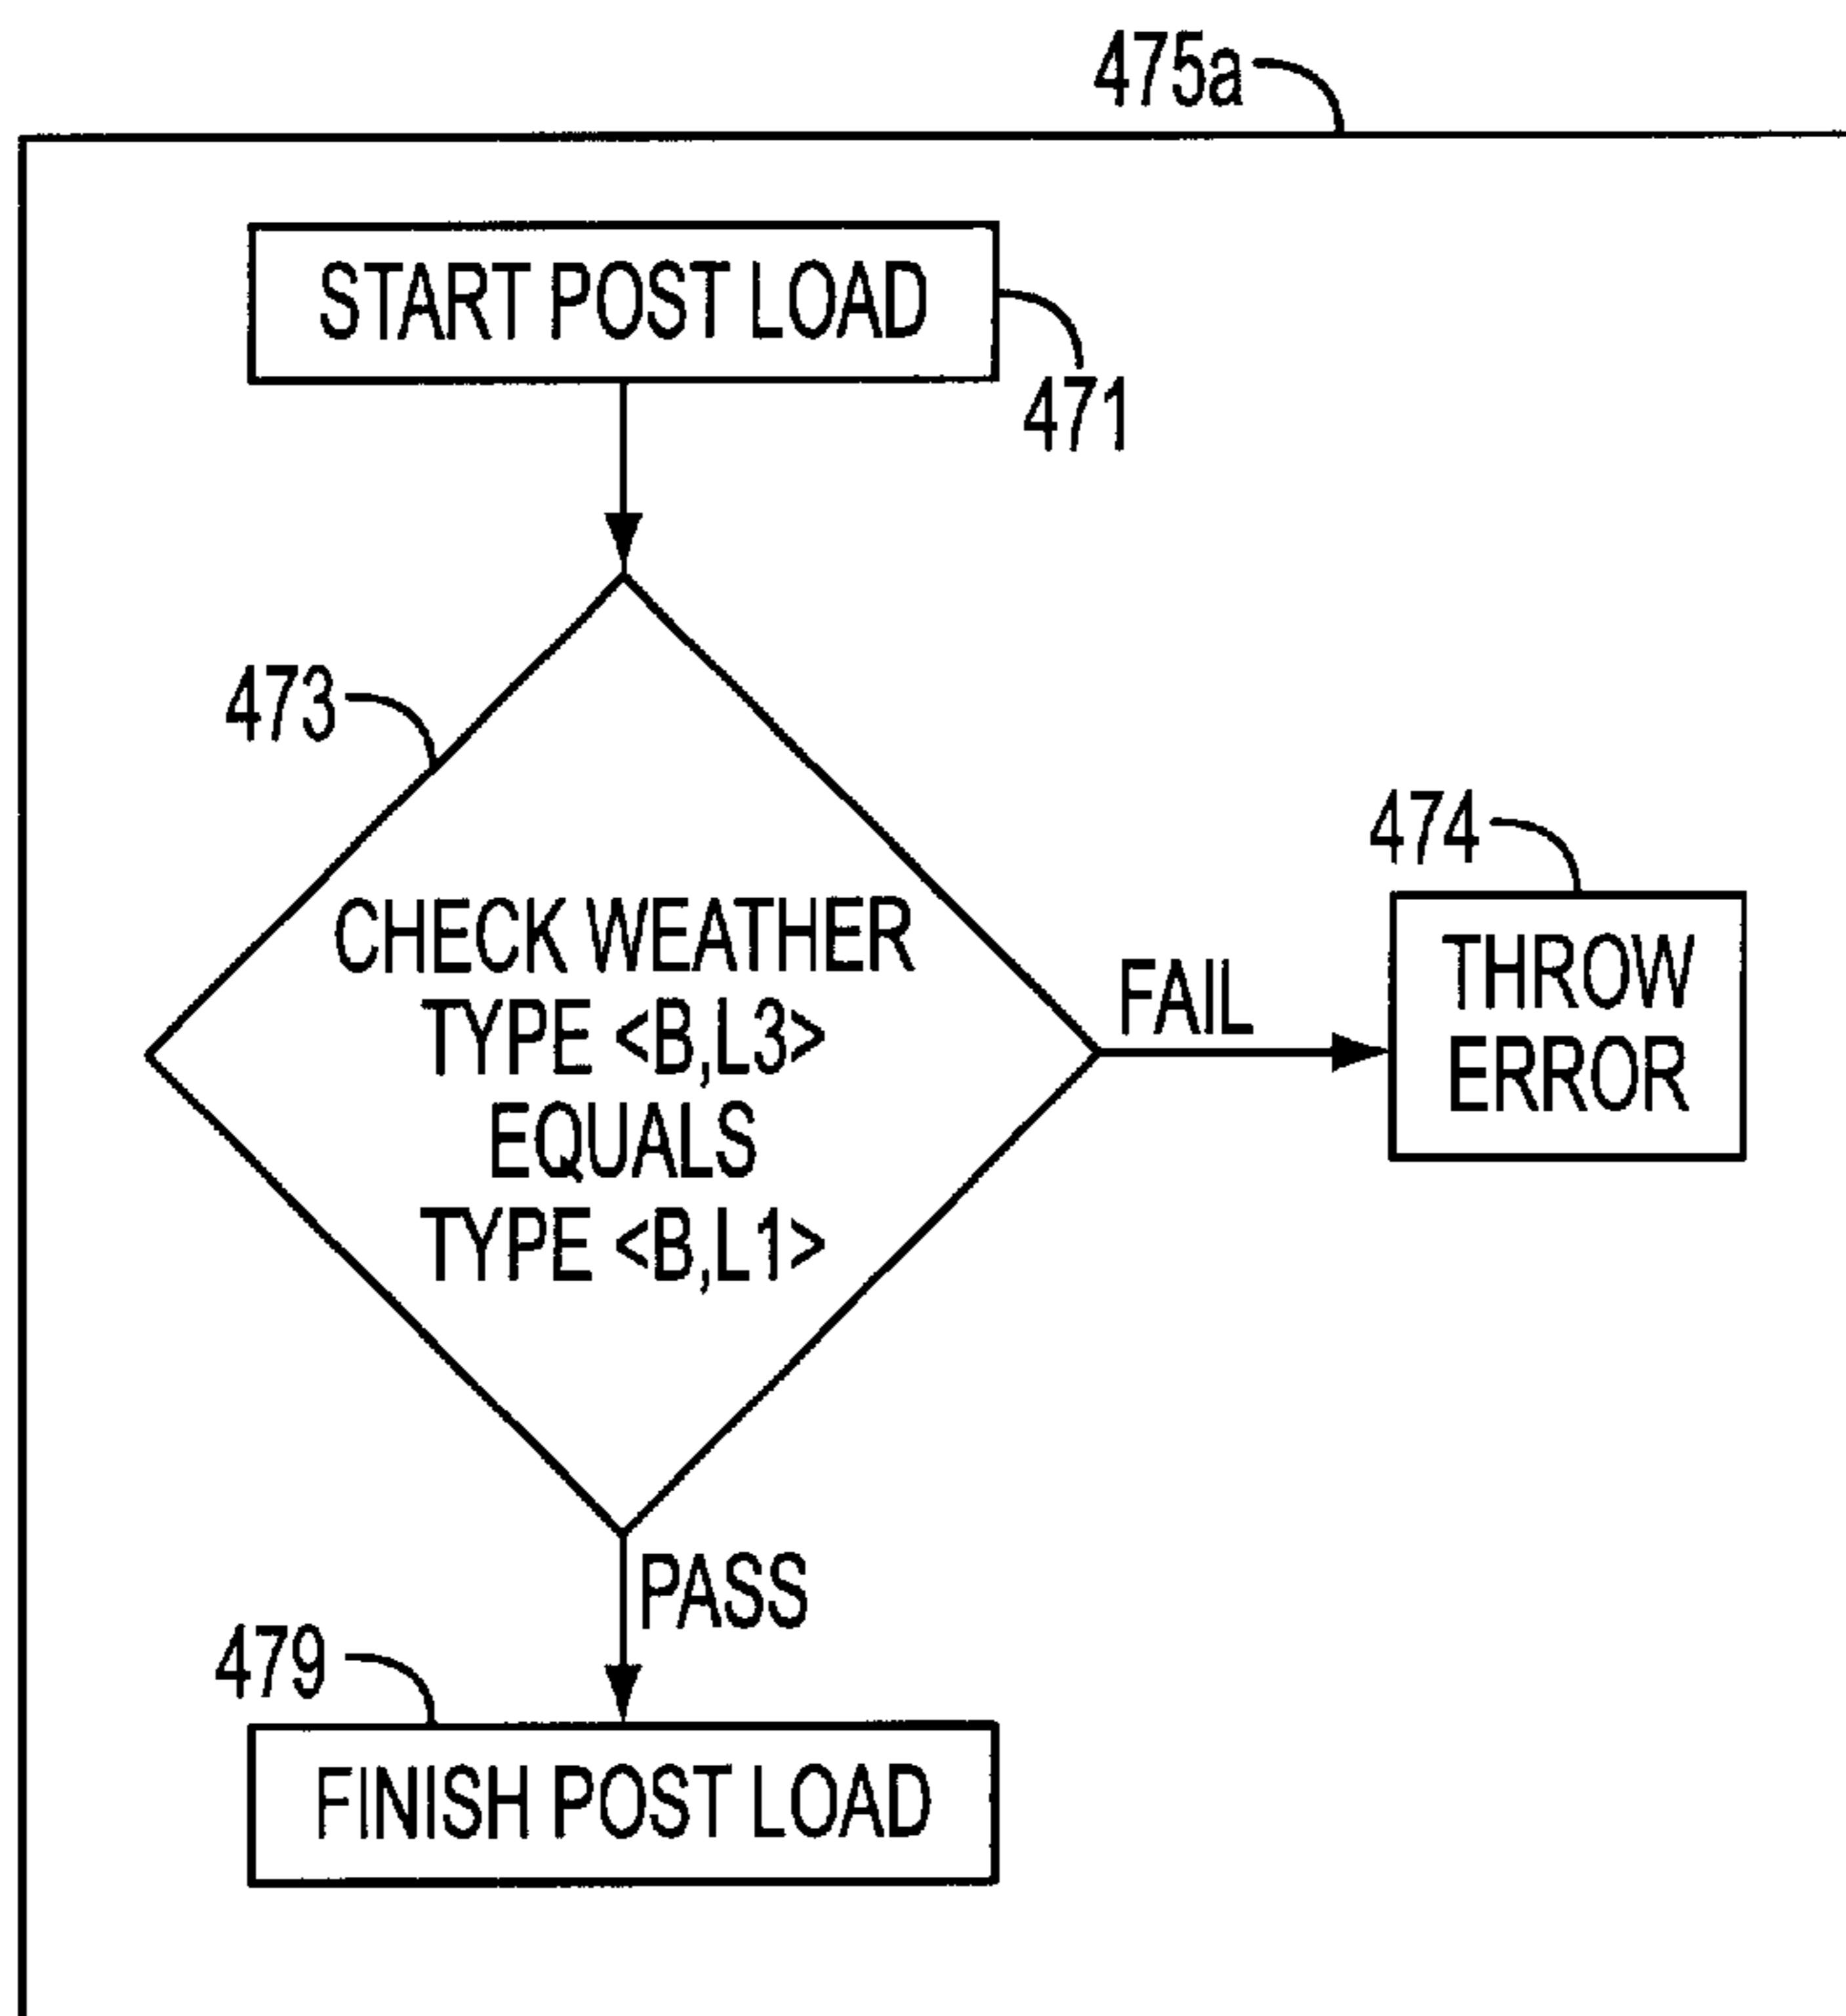 475a
START POST LOAD
471
473
CHECK WEATHER
TYPE <B,L3>
EQUALS
TYPE <B,L1>
FAIL
474
THROW
ERROR
PASS
479
FINISH POST LOAD